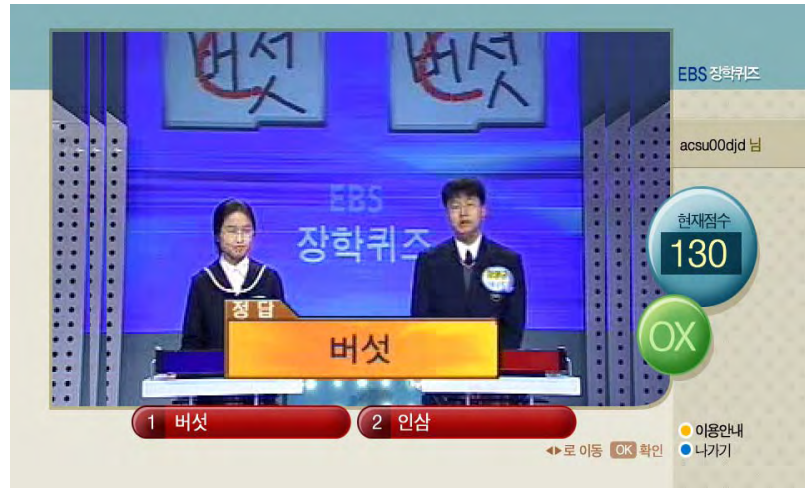 버섯 버섯
EBS 장학퀴즈
acsu00djd 님
EBS
장학퀴즈
현재점수
130
정답
버섯
OX
1 버섯
2 인삼
◀▶로 이동 OK 확인
이용안내
나가기